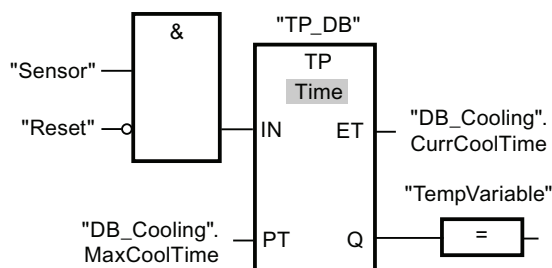 &
"TP_DB"
"Sensor"
TP
Time
"Reset"
IN
ET
"DB_Cooling".
CurrCoolTime
"TempVariable"
"DB_Cooling".
MaxCoolTime
PT
Q
=